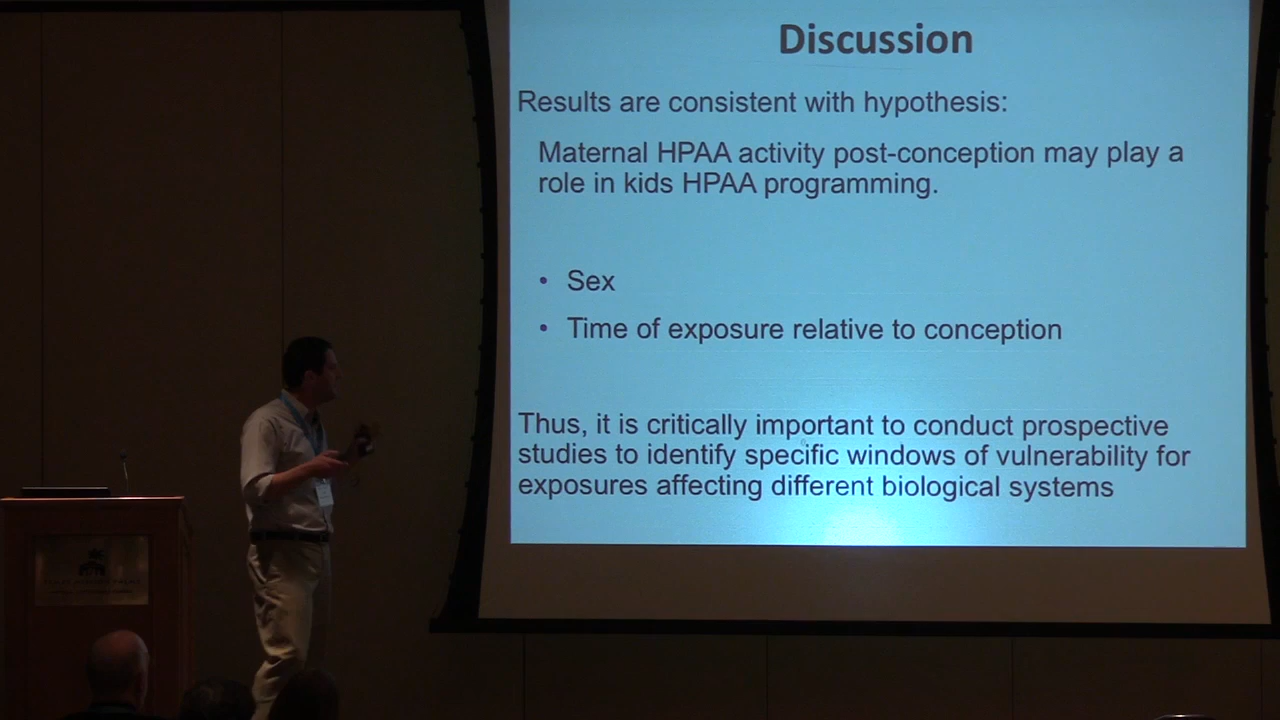 Discussion
Results are consistent with hypothesis:
Maternal HPAA activity post-conception may play a
role in kids HPAA programming.
• Sex
• Time of exposure relative to conception
Thus, it is critically important to conduct prospective
studies to identify specific windows of vulnerability for
exposures affecting different biological systems